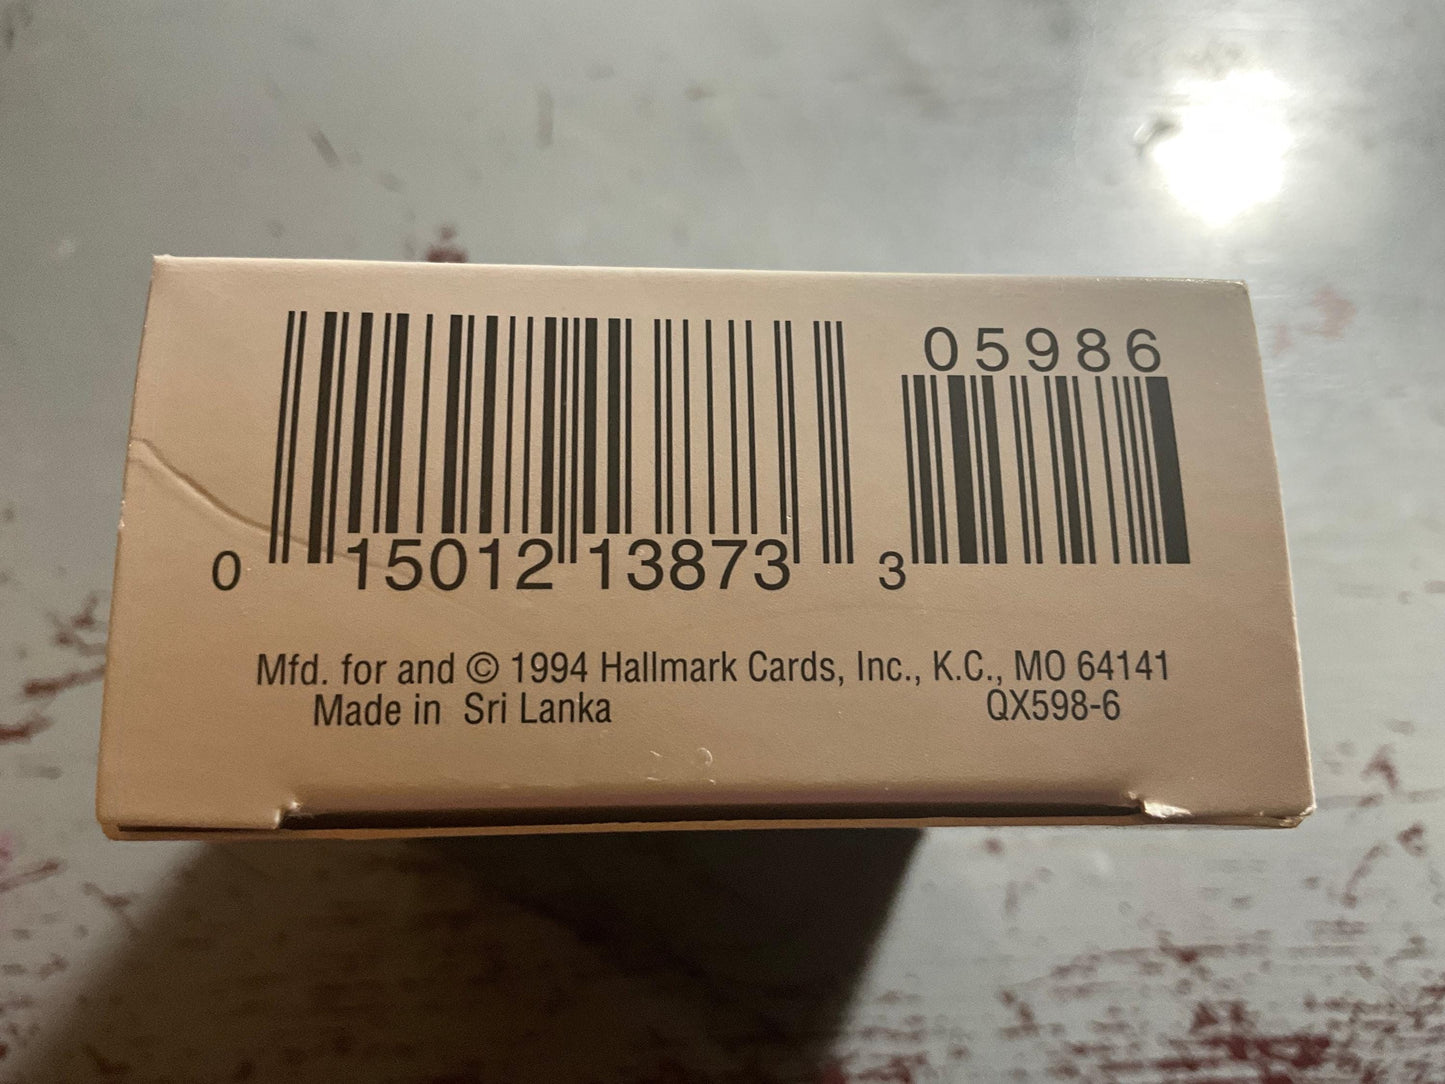 05986
0 15012 13873 3
Mfd. for and © 1994 Hallmark Cards, Inc., K.C., MO 64141
Made in Sri Lanka QX598-6